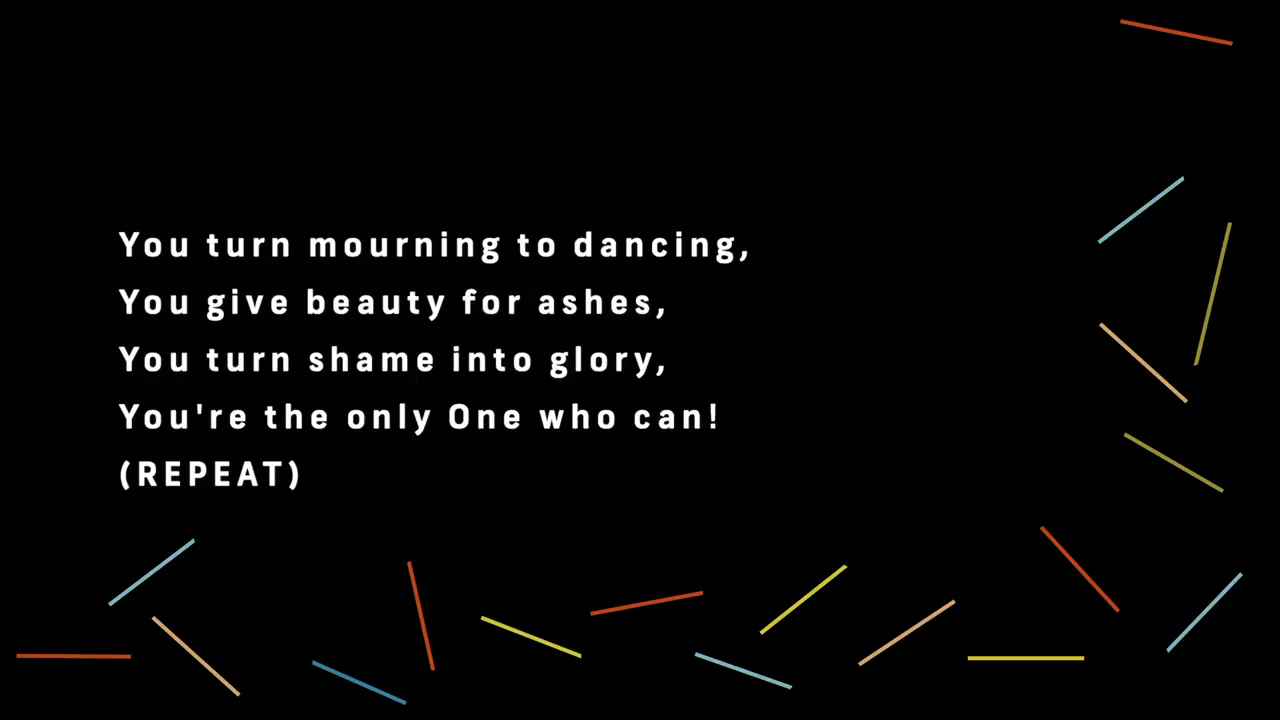 You turn mourning to dancing,
You give beauty for ashes,
You turn shame into glory,
You're the only One who can!
(REPEAT)